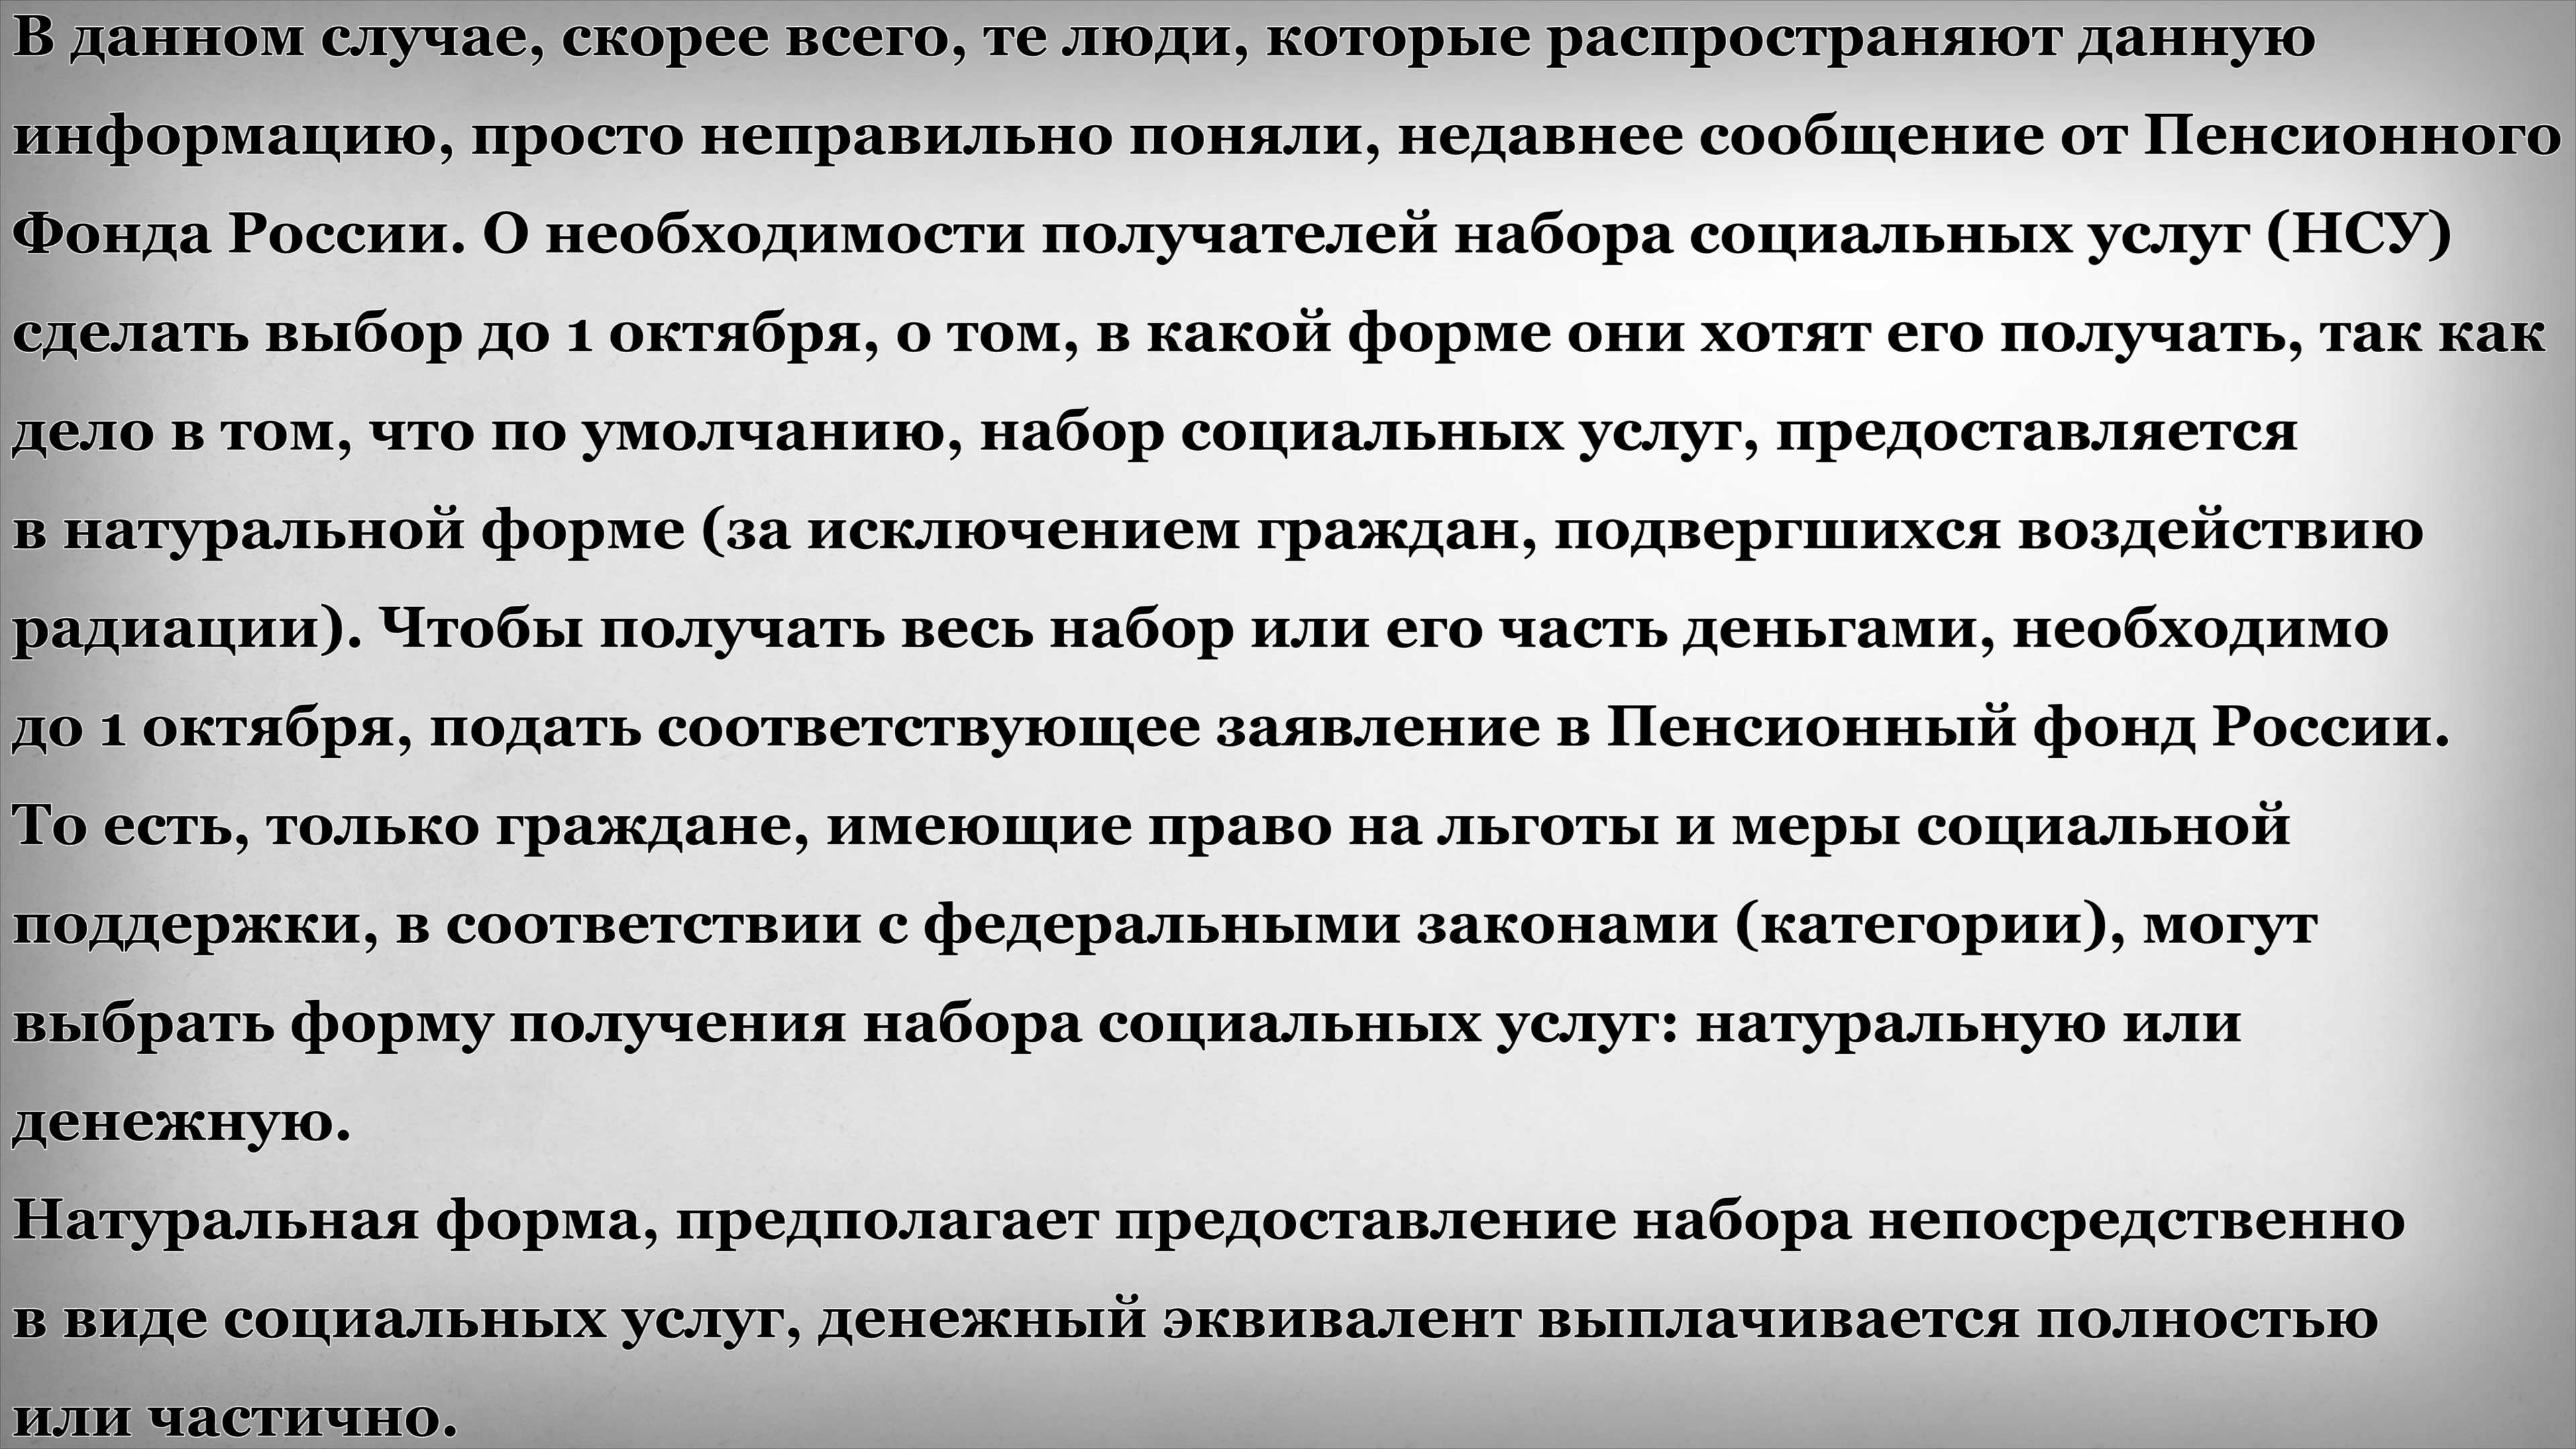 В данном случае, скорее всего, те люди, которые распространяют данную
информацию, просто неправильно поняли, недавнее сообщение от Пенсионного
Фонда России. О необходимости получателей набора социальных услуг (НСУ)
сделать выбор до 1 октября, о том, в какой форме они хотят его получать, так как
дело в том, что по умолчанию, набор социальных услуг, предоставляется
в натуральной форме (за исключением граждан, подвергшихся воздействию
радиации). Чтобы получать весь набор или его часть деньгами, необходимо
до 1 октября, подать соответствующее заявление в Пенсионный фонд России.
То есть, только граждане, имеющие право на льготы и меры социальной
поддержки, в соответствии с федеральными законами (категории), могут
выбрать форму получения набора социальных услуг: натуральную или
денежную.
Натуральная форма, предполагает предоставление набора непосредственно
в виде социальных услуг, денежный эквивалент выплачивается полностью
или частично.